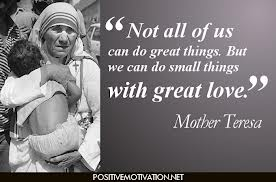 “Not all of us
can do great things. But
we can do small things
with great love.”
Mother Teresa
POSITIVEMOTIVATION.NET